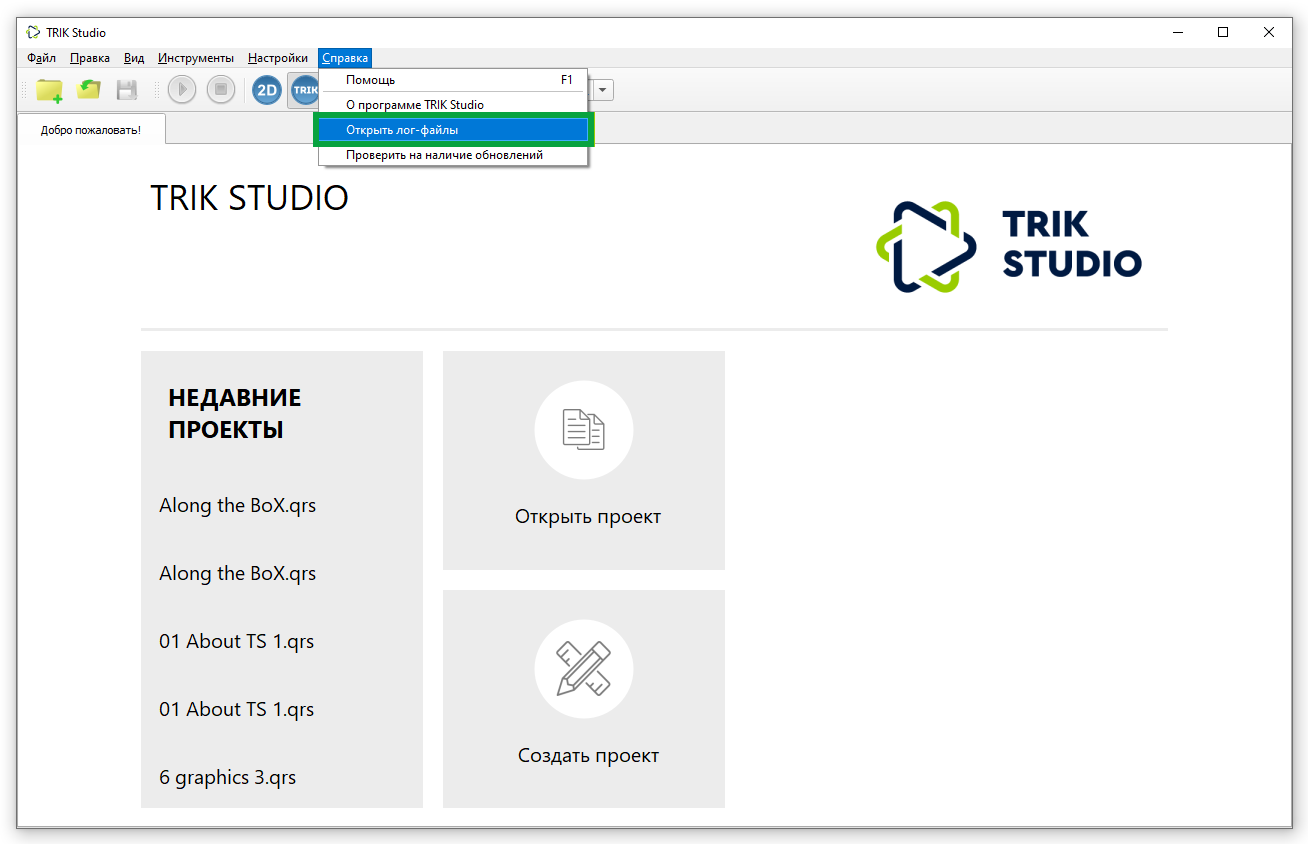 TRIK Studio
Файл Правка Вид Инструменты Настройки Справка
2D TRIK
Помощь F1
О программе TRIK Studio
Открыть лог-файлы
Проверить на наличие обновлений
Добро пожаловать!
TRIK STUDIO
TRIK
STUDIO
НЕДАВНИЕ
ПРОЕКТЫ
Along the BoX.qrs
Along the BoX.qrs
01 About TS 1.qrs
01 About TS 1.qrs
6 graphics 3.qrs
Открыть проект
Создать проект